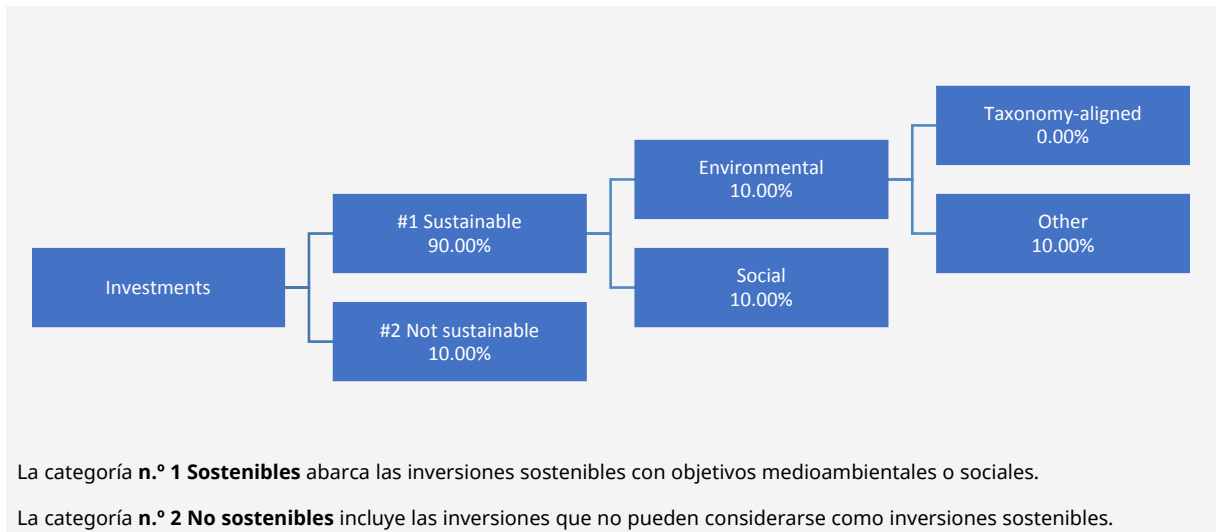 Taxonomy-aligned
0.00%
Environmental
10.00%
#1 Sustainable
90.00%
Other
10.00%
Investments
Social
10.00%
#2 Not sustainable
10.00%
La categoría n.º 1 Sostenibles abarca las inversiones sostenibles con objetivos medioambientales o sociales.
La categoría n.º 2 No sostenibles incluye las inversiones que no pueden considerarse como inversiones sostenibles.